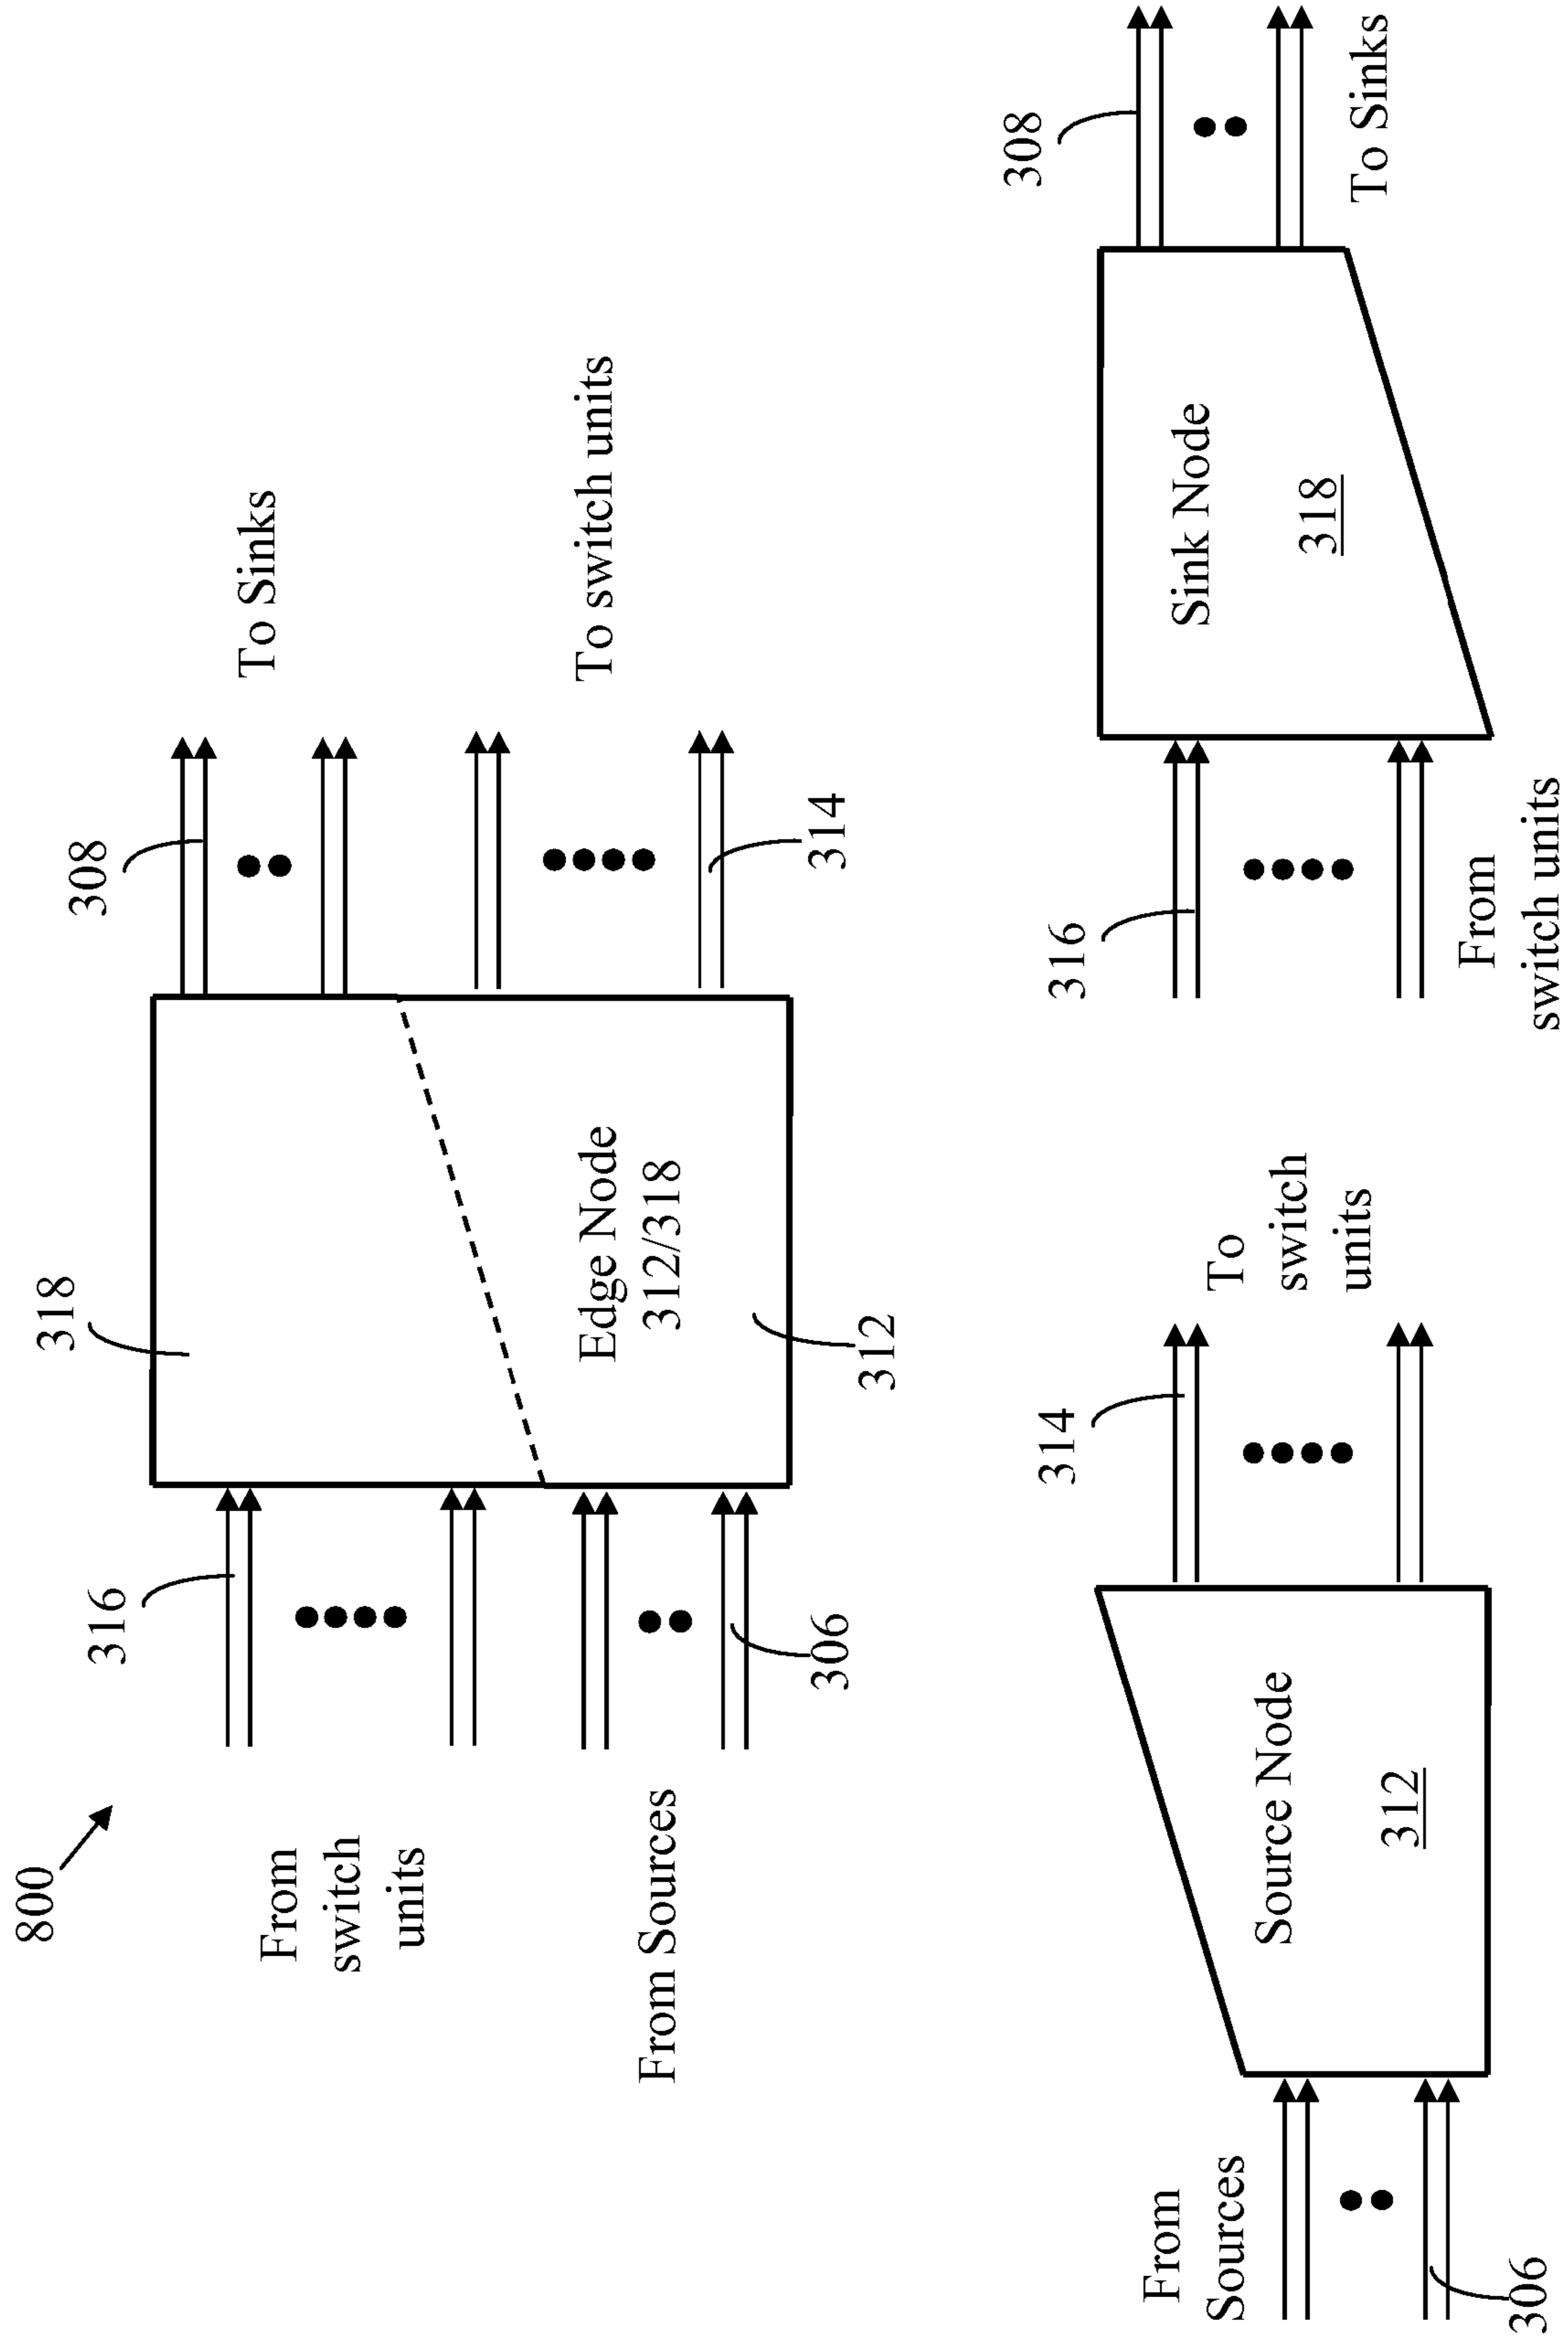 800
318
316
308
From
switch
units
To Sinks
Edge Node
312/318
To switch units
From Sources
306
312
314
From
Sources
306
Source Node
312
314
To
switch
units
316
From
switch units
Sink Node
318
308
To Sinks